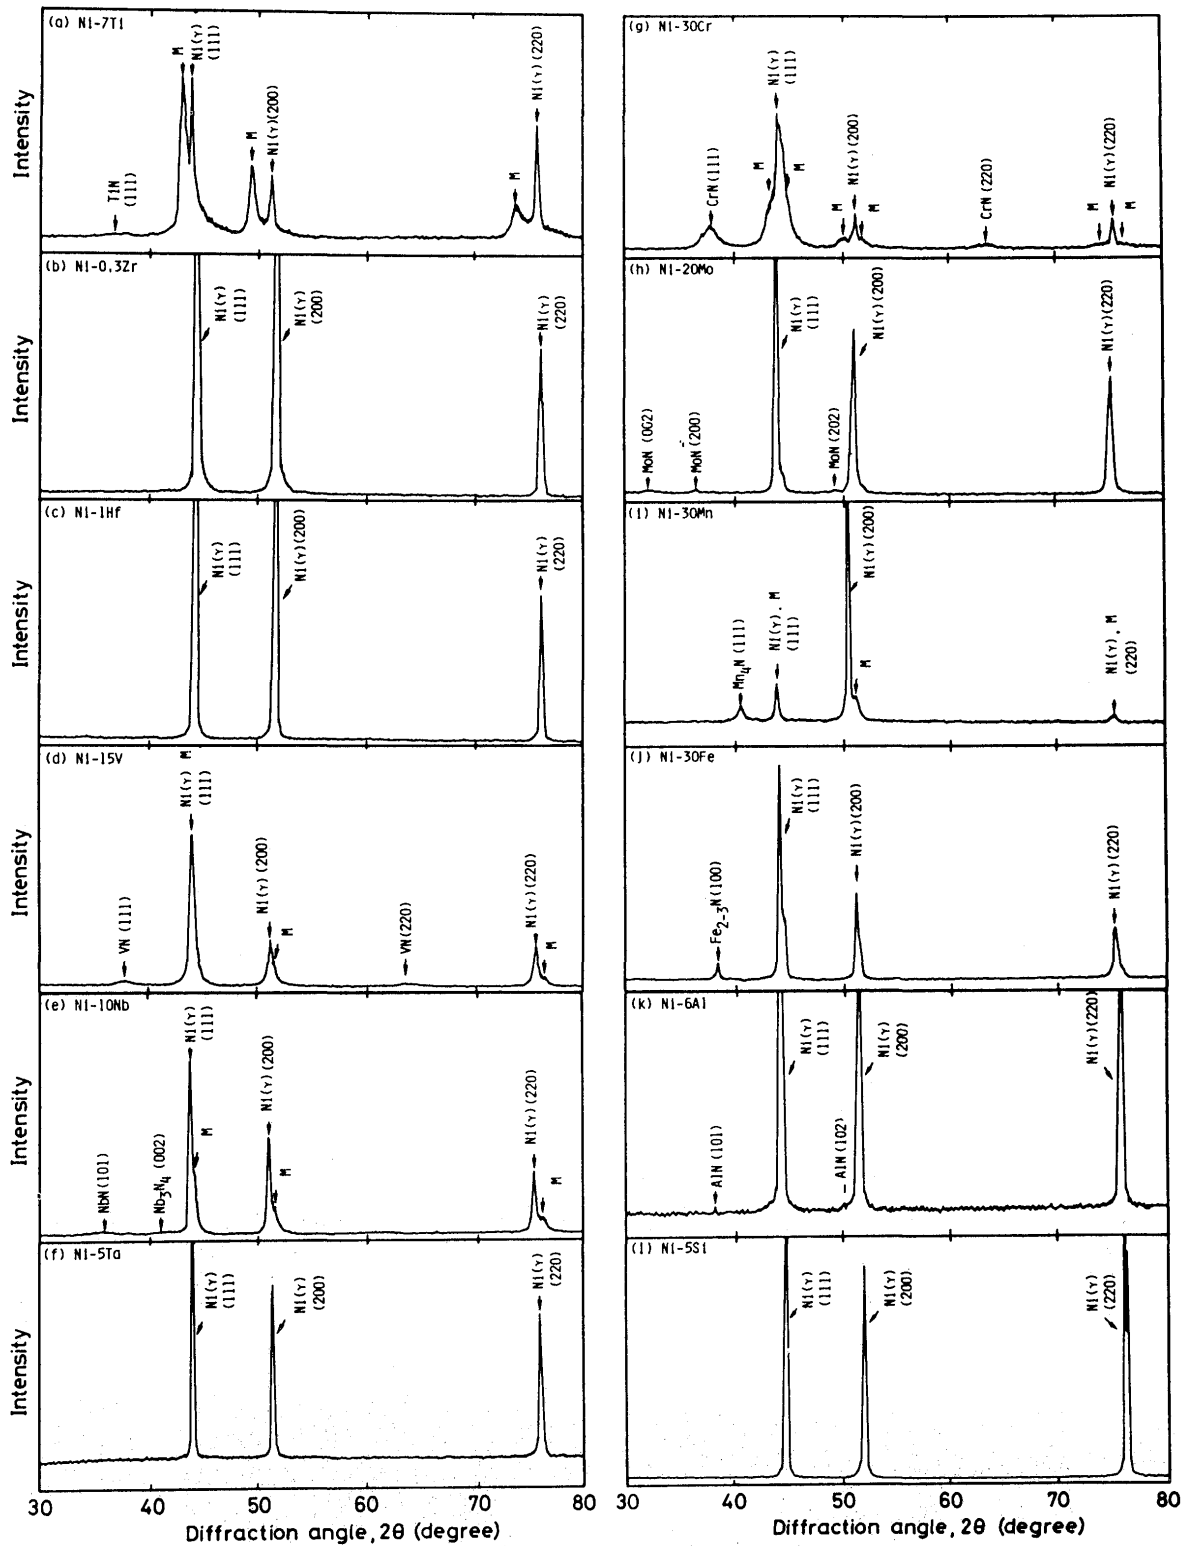 (a) Ni-7Ti
Intensity
TiN
(111)
M
Ni(γ)
(111)
M
Ni(γ)(200)
M
Ni(γ)(220)
(b) Ni-0.3Zr
Intensity
Ni(γ)
(111)
Ni(γ)
(200)
Ni(γ)
(220)
(c) Ni-1Hf
Intensity
Ni(γ)
(111)
Ni(γ)(200)
Ni(γ)
(220)
(d) Ni-15V
Intensity
VN (111)
Ni(γ) M
(111)
Ni(γ)(200)
M
VN(220)
Ni(γ)(220)
M
(e) Ni-10Nb
Intensity
NbN(101)
Nb3N4 (002)
Ni(γ)
(111)
M
Ni(γ)(200)
M
Ni(γ)(220)
M
(f) Ni-5Ta
Intensity
Ni(γ)
(111)
Ni(γ)
(200)
Ni(γ)
(220)
30 40 50 60 70 80
Diffraction angle, 2θ (degree)
(g) Ni-30Cr
CrN(111)
M
Ni(γ)
(111)
M
M
Ni(γ)(200)
M
CrN(220)
M
Ni(γ)(220)
M
(h) Ni-20Mo
MoN (002)
MoN (200)
Ni(γ)
(111)
MoN (202)
Ni(γ)(200)
Ni(γ)(220)
(i) Ni-30Mn
Mn4N (111)
Ni(γ), M
(111)
Ni(γ)(200)
M
Ni(γ), M
(220)
(j) Ni-30Fe
Fe2-3N(100)
Ni(γ)
(111)
Ni(γ)(200)
Ni(γ)(220)
(k) Ni-6Al
AlN (101)
Ni(γ)
(111)
AlN(102)
Ni(γ)
(200)
Ni(γ)(220)
(l) Ni-5Si
Ni(γ)
(111)
Ni(γ)
(200)
Ni(γ)
(220)
30 40 50 60 70 80
Diffraction angle, 2θ (degree)